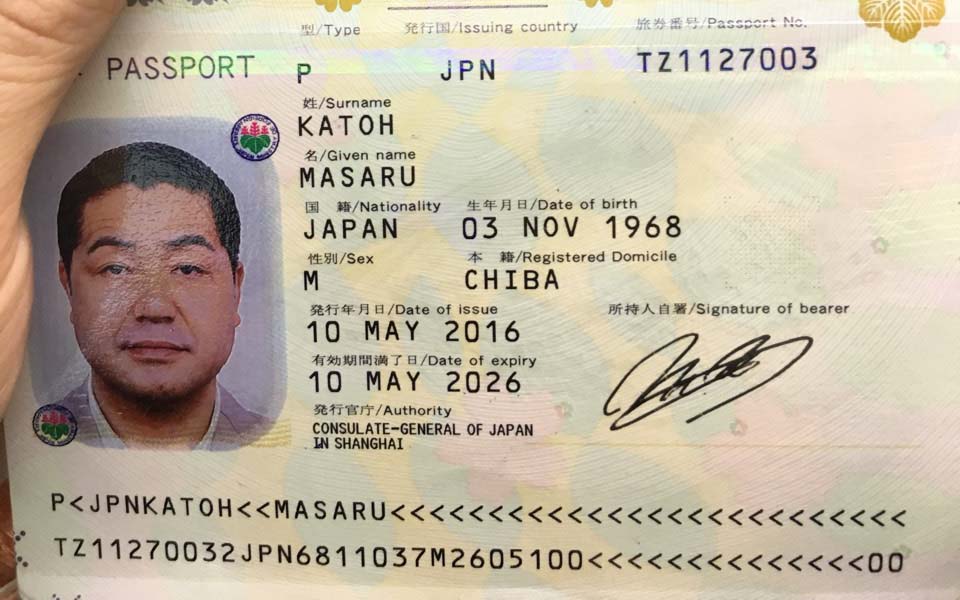 型/Type 発行国/Issuing country 旅券番号/Passport No.
PASSPORT P JPN TZ1127003
姓/Surname
KATOH
名/Given name
MASARU
国 籍/Nationality 生年月日/Date of birth
JAPAN 03 NOV 1968
性別/Sex 本 籍/Registered Domicile
M CHIBA
発行年月日/Date of issue 所持人自署/Signature of bearer
10 MAY 2016
有効期間満了日/Date of expiry
10 MAY 2026
発行官庁/Authority
CONSULATE-GENERAL OF JAPAN
IN SHANGHAI
P<JPNKATOH<<MASARU<<<<<<<<<<<<<<<<<<<<<<<<<<
TZ11270032JPN6811037M2605100<<<<<<<<<<<<<<00